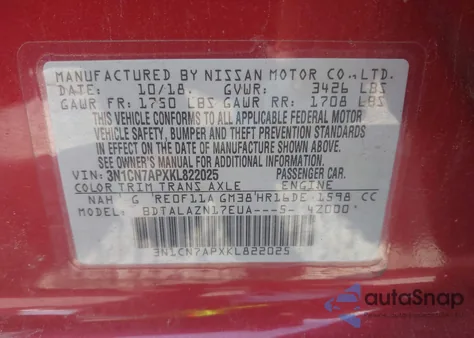 MANUFACTURED BY NISSAN MOTOR CO.,LTD.
DATE: 10/18. GVWR: 3426 LBS
GAWR FR: 1750 LBS GAWR RR: 1708 LBS
THIS VEHICLE CONFORMS TO ALL APPLICABLE FEDERAL MOTOR
VEHICLE SAFETY, BUMPER AND THEFT PREVENTION STANDARDS
IN EFFECT ON THE DATE OF MANUFACTURE SHOWN ABOVE.
SEE OWNER'S MANUAL FOR ADDITIONAL INFORMATION.
VIN: 3N1CN7APXKL822025 PASSENGER CAR.
COLOR TRIM TRANS AXLE ENGINE
NAH G RE0F11A GM38 HR16DE 1598 CC
MODEL: BDTALAZN17EUA---5- 4Z000
3N1CN7APXKL822025
autoSnap